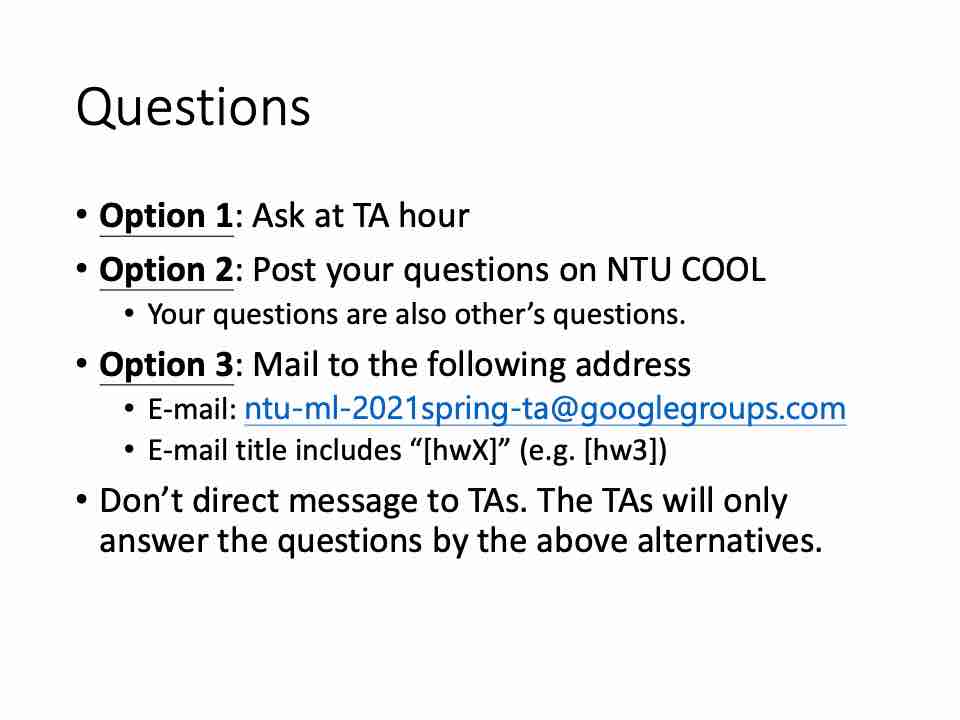 Questions
• Option 1: Ask at TA hour
• Option 2: Post your questions on NTU COOL
• Your questions are also other’s questions.
• Option 3: Mail to the following address
• E-mail: ntu-ml-2021spring-ta@googlegroups.com
• E-mail title includes “[hwX]” (e.g. [hw3])
• Don’t direct message to TAs. The TAs will only
answer the questions by the above alternatives.